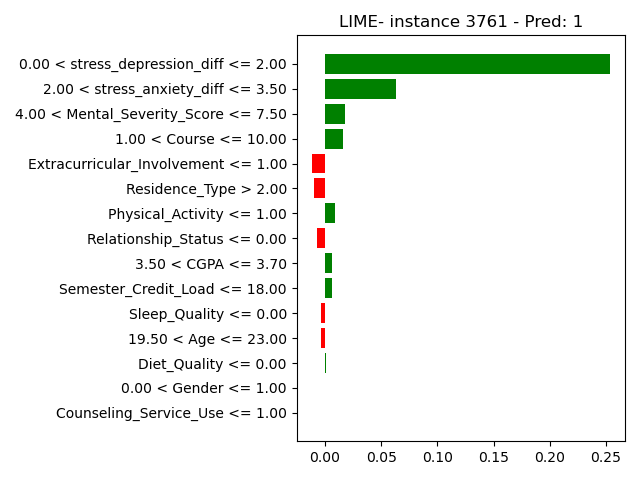 LIME- instance 3761 - Pred: 1
0.00 < stress_depression_diff <= 2.00
2.00 < stress_anxiety_diff <= 3.50
4.00 < Mental_Severity_Score <= 7.50
1.00 < Course <= 10.00
Extracurricular_Involvement <= 1.00
Residence_Type > 2.00
Physical_Activity <= 1.00
Relationship_Status <= 0.00
3.50 < CGPA <= 3.70
Semester_Credit_Load <= 18.00
Sleep_Quality <= 0.00
19.50 < Age <= 23.00
Diet_Quality <= 0.00
0.00 < Gender <= 1.00
Counseling_Service_Use <= 1.00
0.00 0.05 0.10 0.15 0.20 0.25